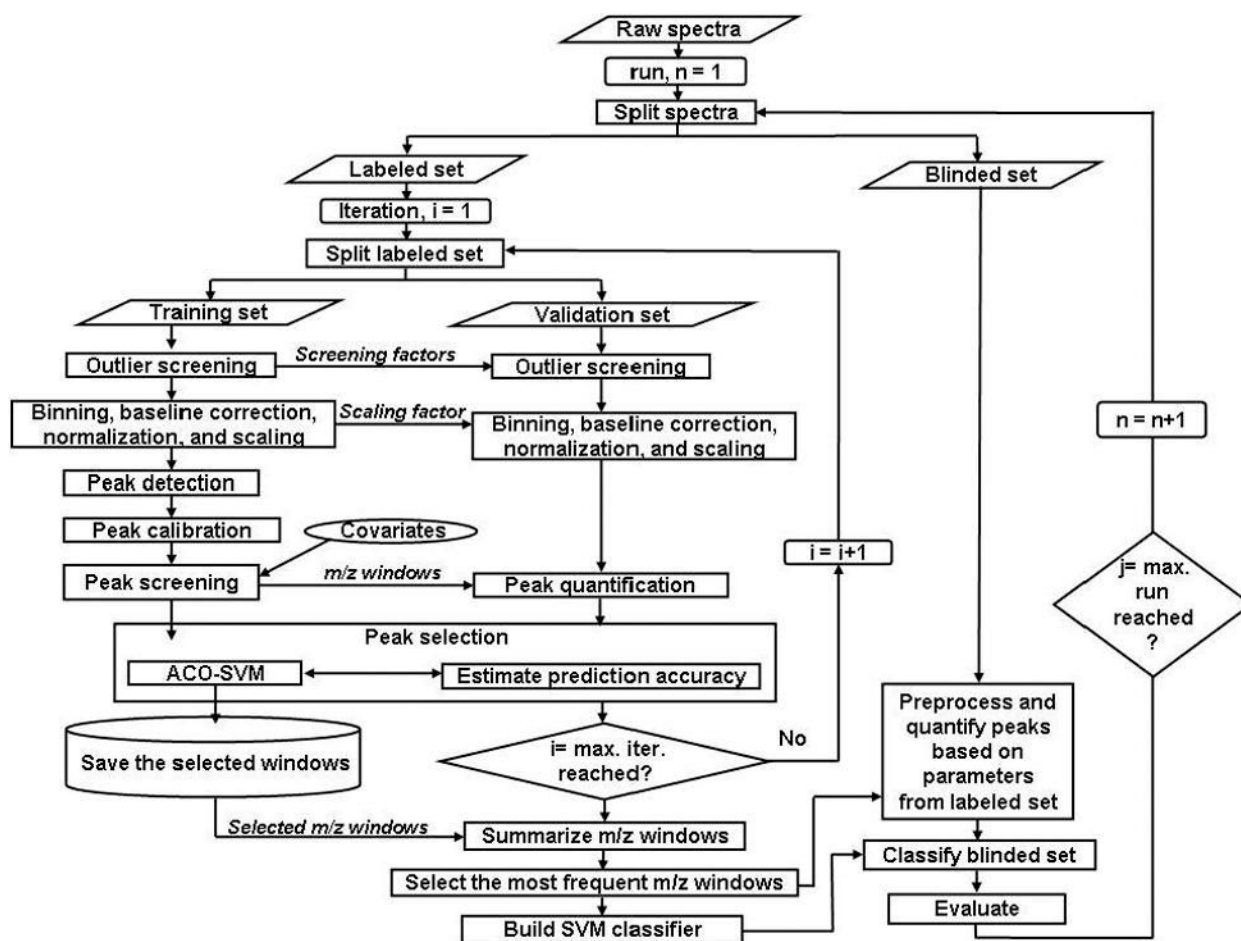 Raw spectra
run, n = 1
Split spectra
Labeled set
Blinded set
Iteration, i = 1
Split labeled set
Training set
Validation set
Outlier screening
Screening factors
Outlier screening
Binning, baseline correction,
normalization, and scaling
Scaling factor
Binning, baseline correction,
normalization, and scaling
n = n+1
Peak detection
Peak calibration
Covariates
i = i+1
Peak screening
m/z windows
Peak quantification
j= max.
run
reached
?
Peak selection
ACO-SVM
Estimate prediction accuracy
Preprocess and
quantify peaks
based on
parameters
from labeled set
Save the selected windows
i= max. iter.
reached?
No
Selected m/z windows
Summarize m/z windows
Classify blinded set
Select the most frequent m/z windows
Evaluate
Build SVM classifier